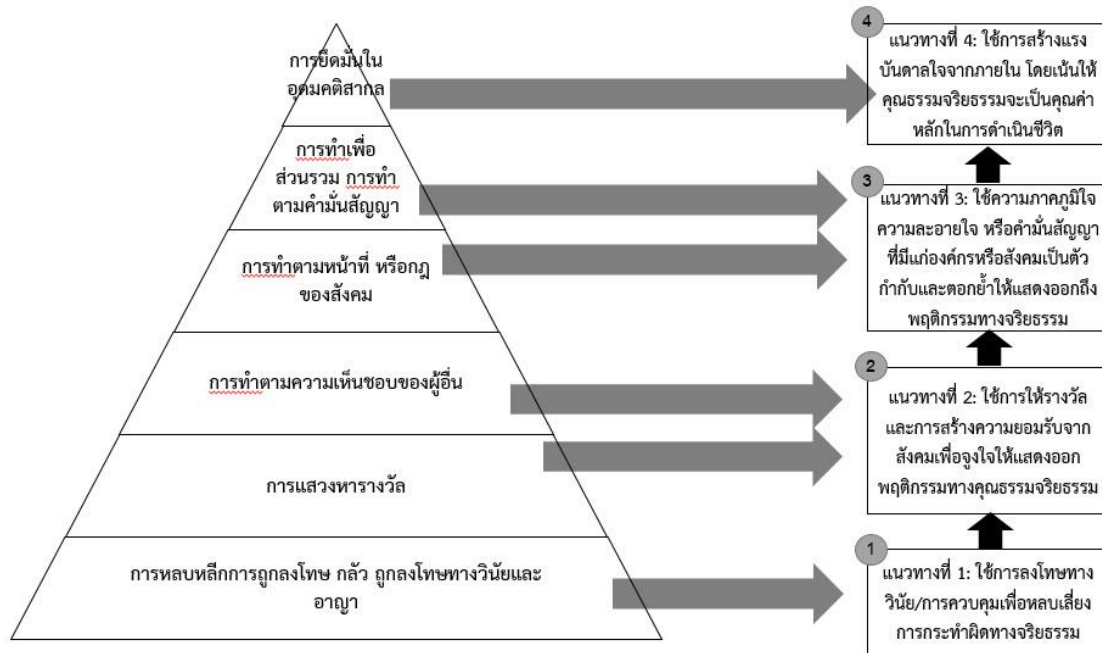 การยึดมั่นใน
อุดมคติสากล
การทำเพื่อ
ส่วนรวม การทำ
ตามคำมั่นสัญญา
การทำตามหน้าที่ หรือกฎ
ของสังคม
การทำตามความเห็นชอบของผู้อื่น
การแสวงหารางวัล
การหลบหลีกการถูกลงโทษ กลัว ถูกลงโทษทางวินัยและ
อาญา
4
แนวทางที่ 4: ใช้การสร้างแรง
บันดาลใจจากภายใน โดยเน้นให้
คุณธรรมจริยธรรมจะเป็นคุณค่า
หลักในการดำเนินชีวิต
3
แนวทางที่ 3: ใช้ความภาคภูมิใจ
ความละอายใจ หรือคำมั่นสัญญา
ที่มีแก่องค์กรหรือสังคมเป็นตัว
กำกับและตอกย้ำให้แสดงออกถึง
พฤติกรรมทางจริยธรรม
2
แนวทางที่ 2: ใช้การให้รางวัล
และการสร้างความยอมรับจาก
สังคมเพื่อจูงใจให้แสดงออก
พฤติกรรมทางคุณธรรมจริยธรรม
1
แนวทางที่ 1: ใช้การลงโทษทาง
วินัย/การควบคุมเพื่อหลบเลี่ยง
การกระทำผิดทางจริยธรรม